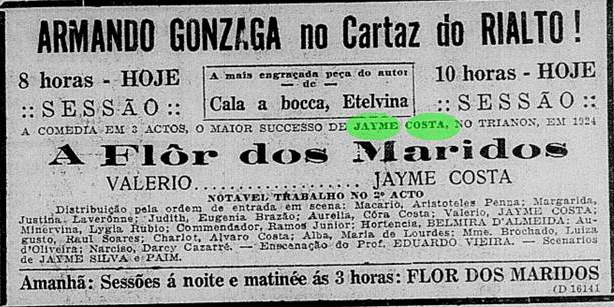 ARMANDO GONZAGA no Cartaz do RIALTO!
8 horas - HOJE
:: SESSÃO ::
A mais engraçada peça do autor
— de —
Cala a bocca, Etelvina
10 horas - HOJE
:: SESSÃO ::
A COMEDIA EM 3 ACTOS, O MAIOR SUCCESSO DE JAYME COSTA, NO TRIANON, EM 1924
A Flôr dos Maridos
VALERIO................ JAYME COSTA
NOTAVEL TRABALHO NO 2º ACTO
Distribuição pela ordem de entrada em scena: Macario, Aristoteles Penna; Margarida,
Justina Laverônne; Judith, Eugenia Brazão; Aurelia, Côra Costa; Valerio, JAYME COSTA;
Minervina, Lygia Rubio; Commendador, Ramos Junior; Hortencia, BELMIRA D'ALMEIDA: Au-
gusto, Raul Soares; Charlot, Alvaro Costa; Alba, Maria de Lourdes: Mme. Brochado, Luiza
d'Oliveira; Narciso, Darcy Cazarré. — Enscenação do Prof. EDUARDO VIEIRA. — Scenarios
de JAYME SILVA e PAIM.
Amanhã: Sessões á noite e matinée ás 3 horas: FLOR DOS MARIDOS
(D 16141